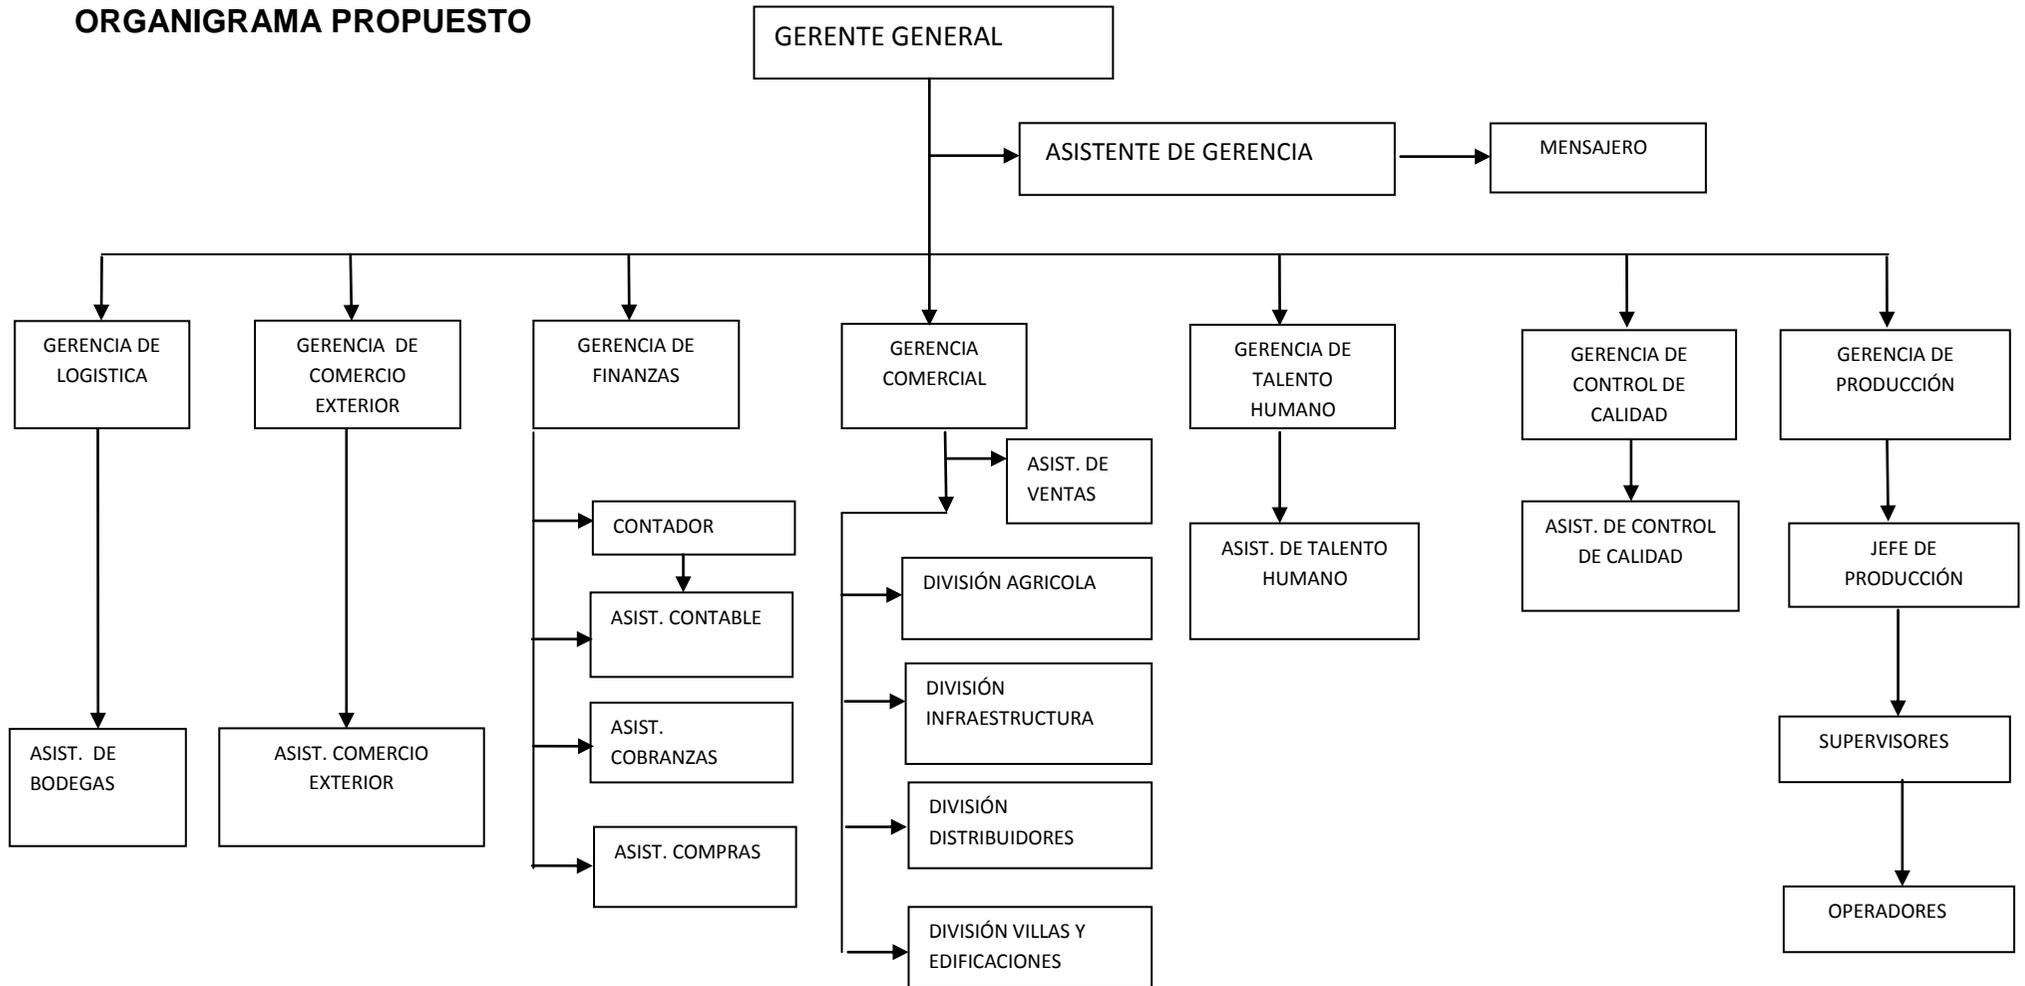 ORGANIGRAMA PROPUESTO
GERENTE GENERAL
ASISTENTE DE GERENCIA
MENSAJERO
GERENCIA DE
LOGISTICA
GERENCIA DE
COMERCIO
EXTERIOR
GERENCIA DE
FINANZAS
GERENCIA
COMERCIAL
GERENCIA DE
TALENTO
HUMANO
GERENCIA DE
CONTROL DE
CALIDAD
GERENCIA DE
PRODUCCIÓN
ASIST. DE
BODEGAS
ASIST. COMERCIO
EXTERIOR
CONTADOR
ASIST. CONTABLE
ASIST.
COBRANZAS
ASIST. COMPRAS
ASIST. DE
VENTAS
DIVISIÓN AGRICOLA
DIVISIÓN
INFRAESTRUCTURA
DIVISIÓN
DISTRIBUIDORES
DIVISIÓN VILLAS Y
EDIFICACIONES
ASIST. DE TALENTO
HUMANO
ASIST. DE CONTROL
DE CALIDAD
JEFE DE
PRODUCCIÓN
SUPERVISORES
OPERADORES